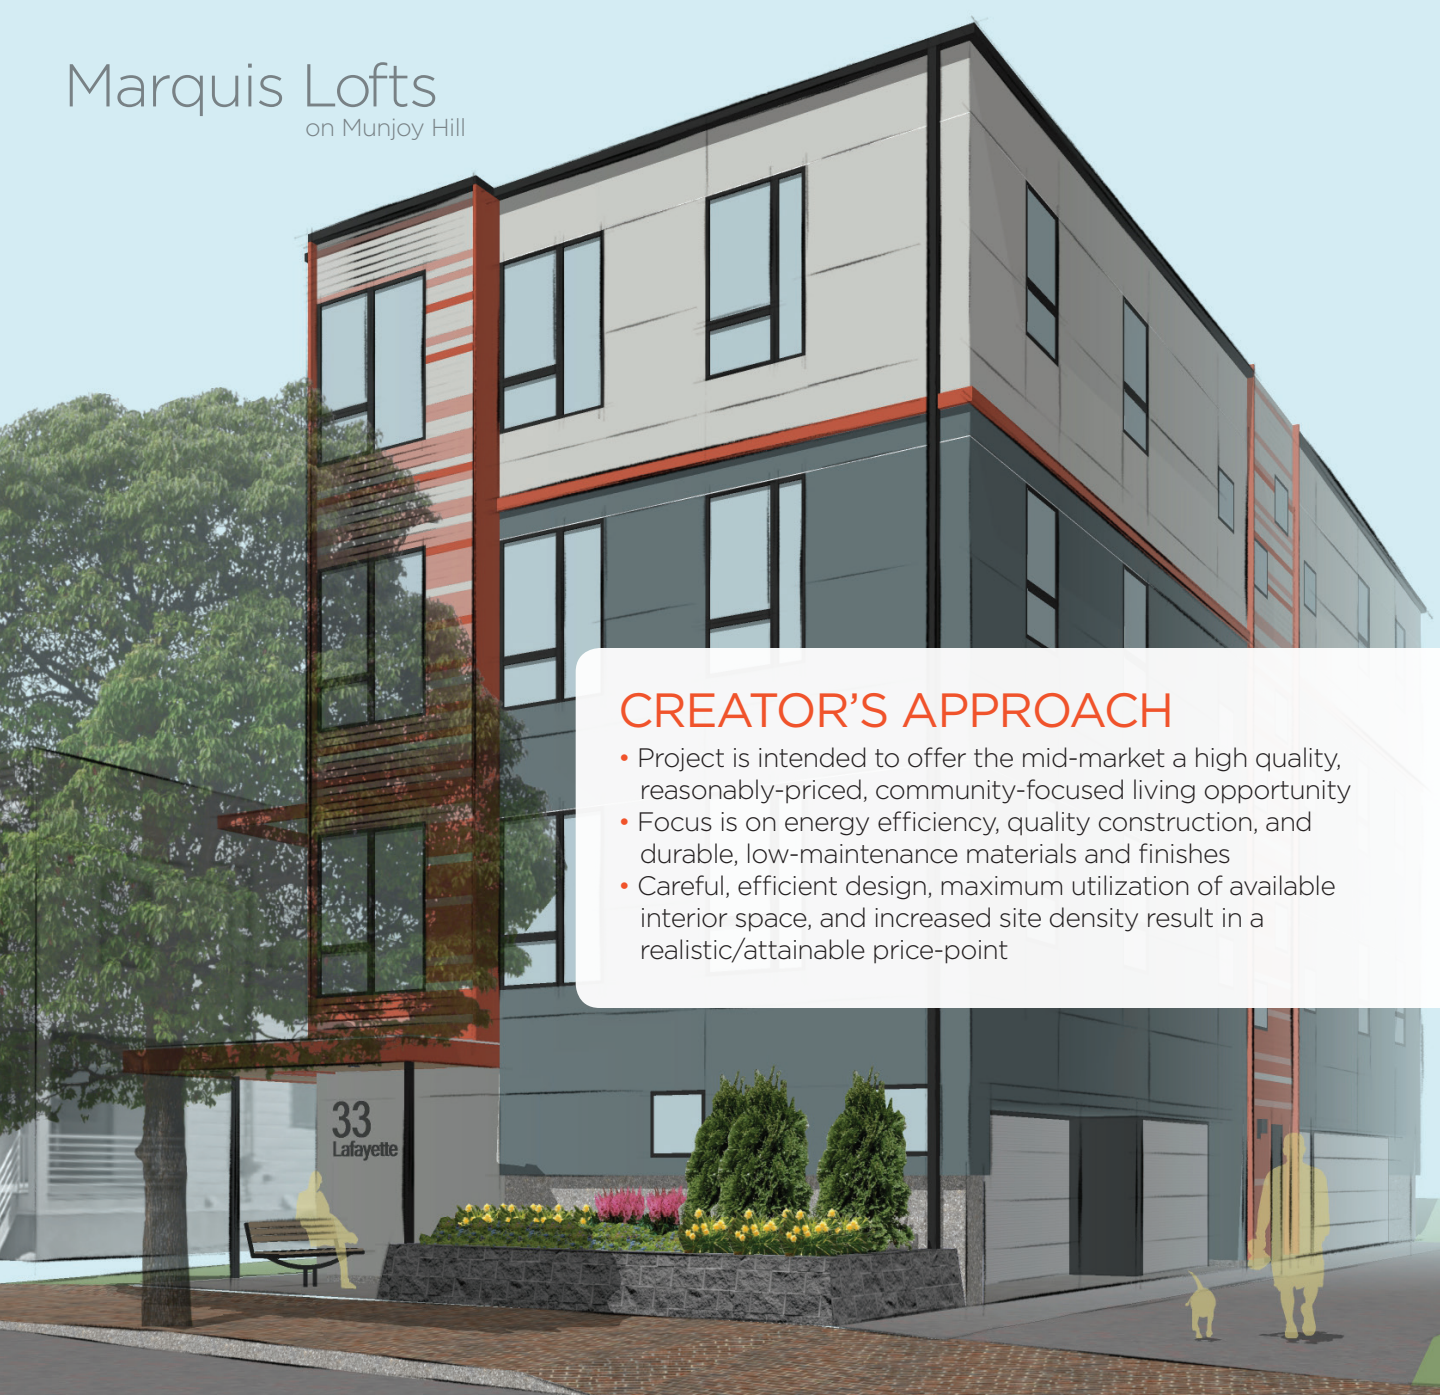 Marquis Lofts
on Munjoy Hill
CREATOR’S APPROACH
• Project is intended to offer the mid-market a high quality,
reasonably-priced, community-focused living opportunity
• Focus is on energy efficiency, quality construction, and
durable, low-maintenance materials and finishes
• Careful, efficient design, maximum utilization of available
interior space, and increased site density result in a
realistic/attainable price-point
33
Lafayette